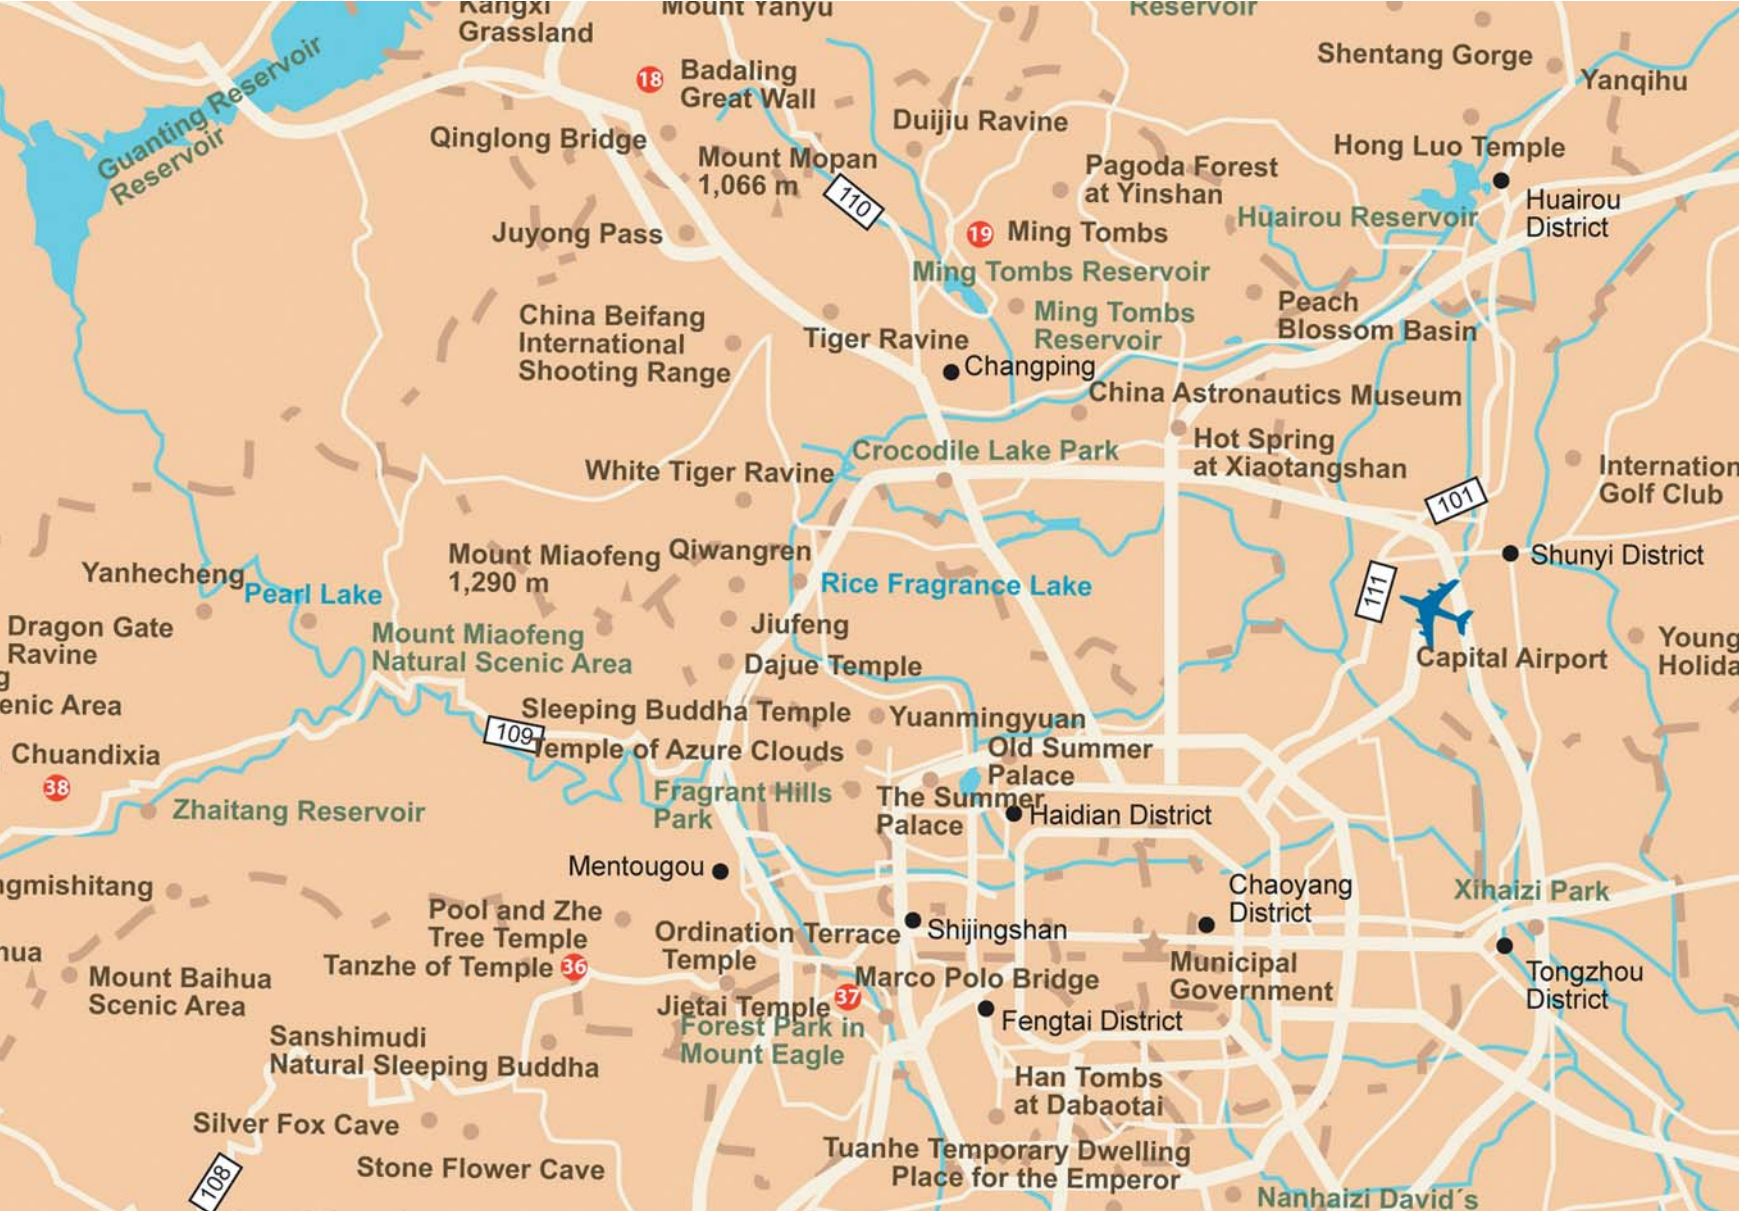 Kangxi
Grassland
Mount Yanyu
Reservoir
Shentang Gorge
Yanqihu
Guanting Reservoir
Reservoir
18
Badaling
Great Wall
Qinglong Bridge
Duijiu Ravine
Hong Luo Temple
Mount Mopan
1,066 m
110
Pagoda Forest
at Yinshan
Huairou
District
Huairou Reservoir
Juyong Pass
19
Ming Tombs
Ming Tombs Reservoir
China Beifang
International
Shooting Range
Tiger Ravine
Ming Tombs
Reservoir
Peach
Blossom Basin
Changping
China Astronautics Museum
Crocodile Lake Park
Hot Spring
at Xiaotangshan
White Tiger Ravine
Internation
Golf Club
101
Mount Miaofeng
1,290 m
Qiwangren
Shunyi District
Yanhecheng
Pearl Lake
Rice Fragrance Lake
111
Dragon Gate
Ravine
g
enic Area
Mount Miaofeng
Natural Scenic Area
Jiufeng
Dajue Temple
Capital Airport
Young
Holida
Sleeping Buddha Temple
Yuanmingyuan
109
Temple of Azure Clouds
Old Summer
Palace
Chuandixia
38
Zhaitang Reservoir
Fragrant Hills
Park
The Summer
Palace
Haidian District
Mentougou
ngmishitang
Chaoyang
District
Xihaizi Park
Pool and Zhe
Tree Temple
Tanzhe of Temple
36
Ordination Terrace
Temple
Shijingshan
hua
Mount Baihua
Scenic Area
Jietai Temple
37
Marco Polo Bridge
Municipal
Government
Tongzhou
District
Forest Park in
Mount Eagle
Fengtai District
Sanshimudi
Natural Sleeping Buddha
Han Tombs
at Dabaotai
Silver Fox Cave
Stone Flower Cave
108
Tuanhe Temporary Dwelling
Place for the Emperor
Nanhaizi David´s